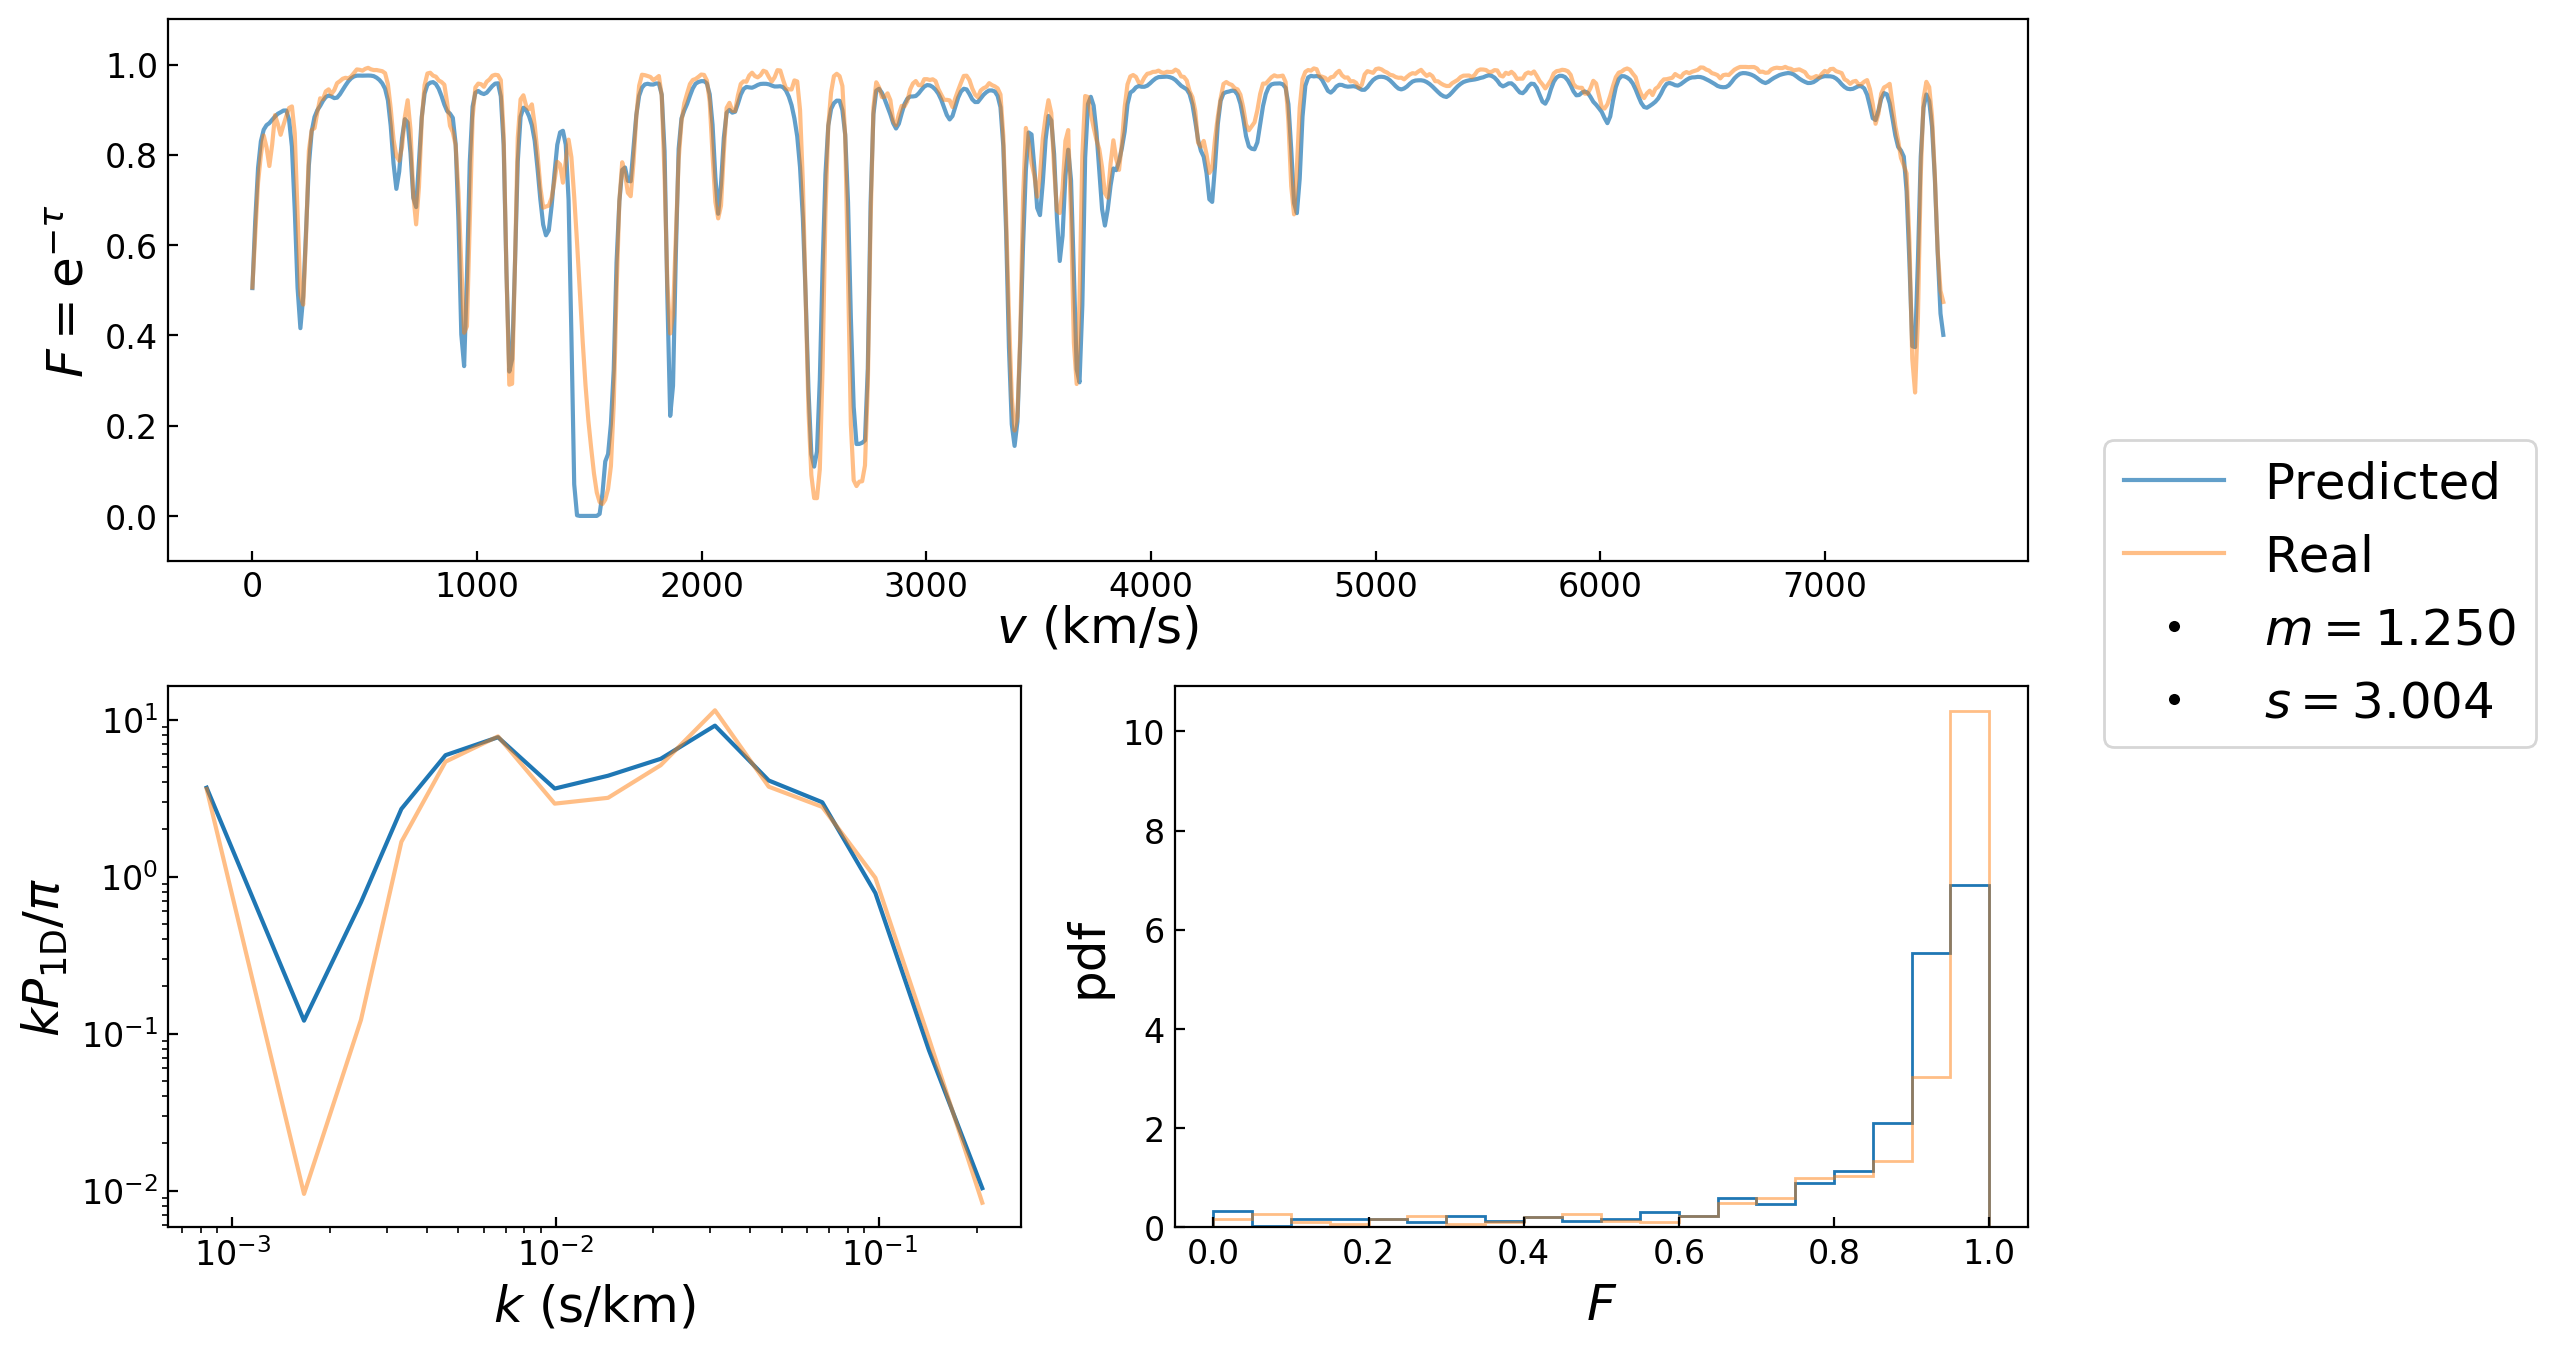 1.0
0.8
0.6
0.4
0.2
0.0
F = e^{−τ}
0 1000 2000 3000 4000 5000 6000 7000
v (km/s)
Predicted
Real
m = 1.250
s = 3.004
10^1
10^0
10^{−1}
10^{−2}
kP_{1D}/π
10^{−3} 10^{−2} 10^{−1}
k (s/km)
10
8
6
4
2
0
pdf
0.0 0.2 0.4 0.6 0.8 1.0
F